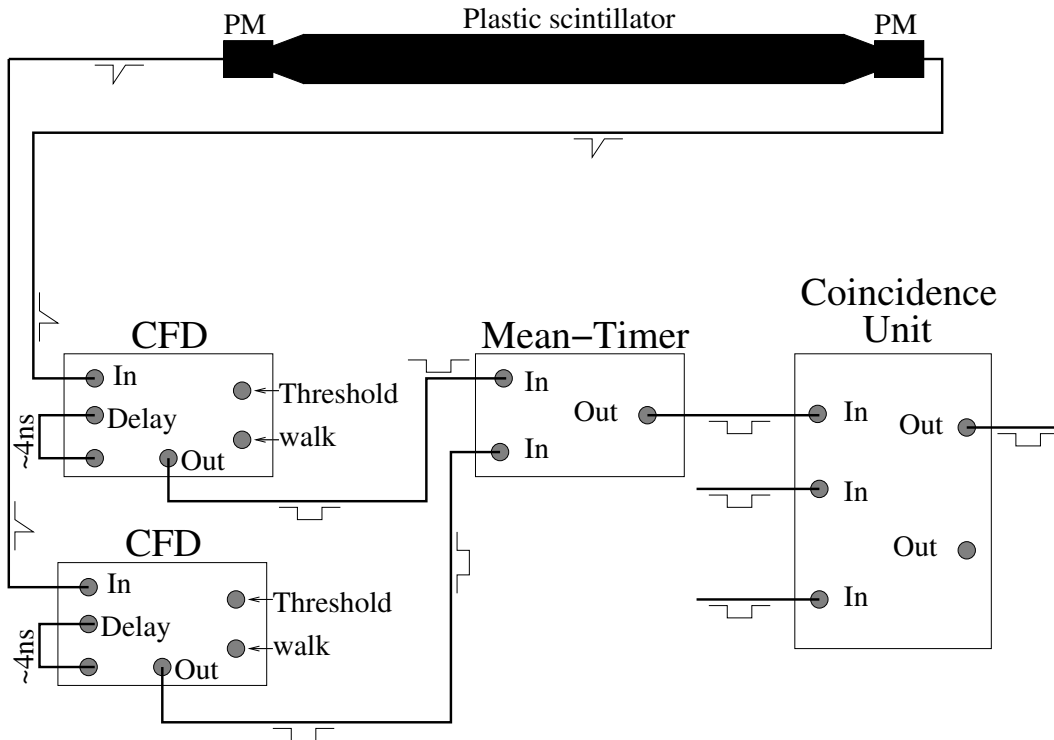 Plastic scintillator
PM
PM
Coincidence
Unit
CFD
Mean−Timer
In
Threshold
Delay
walk
~4ns
Out
In
Out
In
In
Out
In
Out
In
CFD
In
Threshold
Delay
walk
~4ns
Out